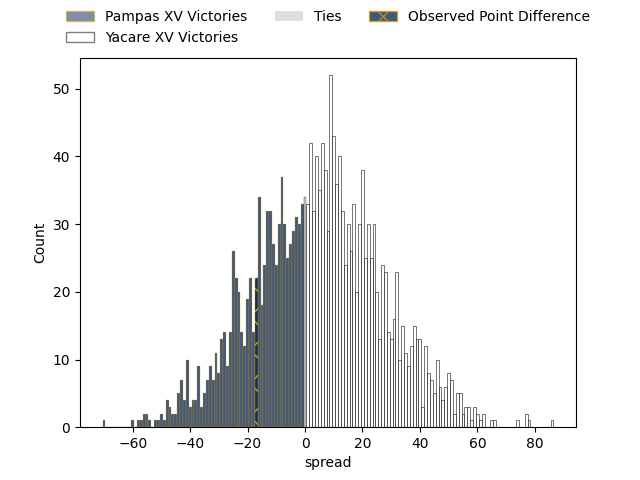 Pampas XV Victories
Ties
Observed Point Difference
Yacare XV Victories
Count
50
40
30
20
10
0
−60
−40
−20
0
20
40
60
80
spread